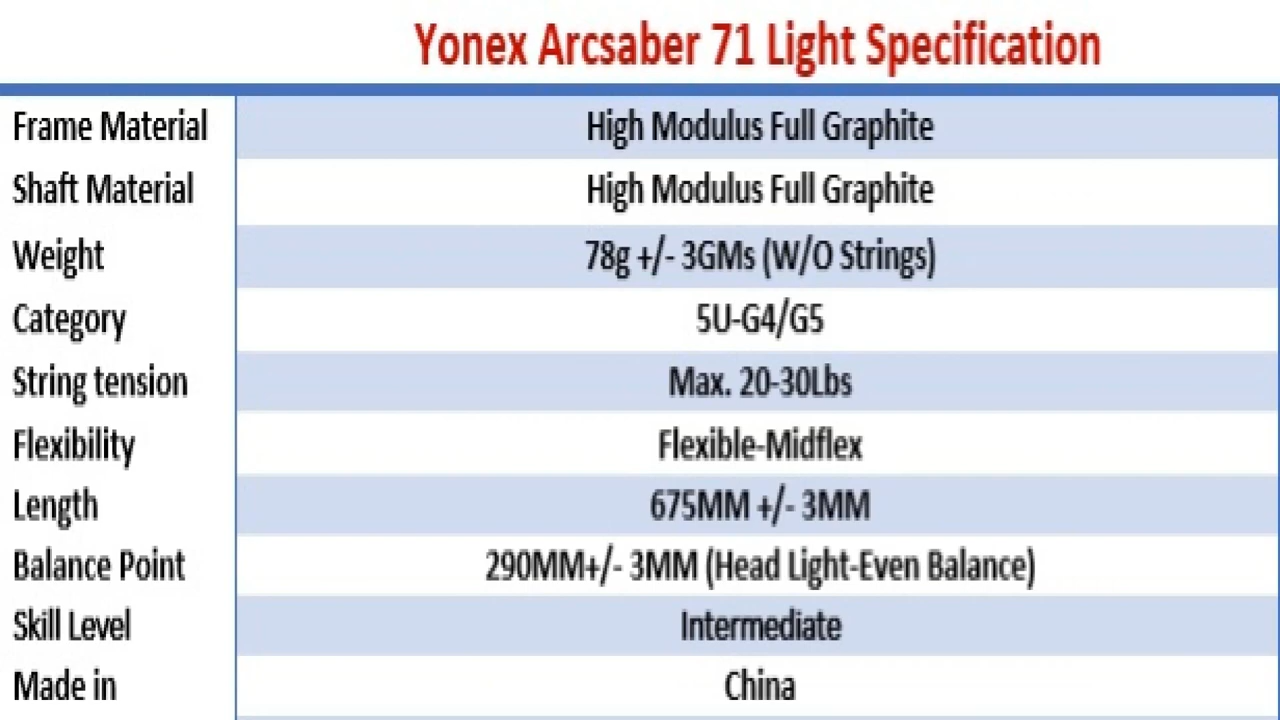 Yonex Arcsaber 71 Light Specification
Frame Material High Modulus Full Graphite
Shaft Material High Modulus Full Graphite
Weight 78g +/- 3GMs (W/O Strings)
Category 5U-G4/G5
String tension Max. 20-30Lbs
Flexibility Flexible-Midflex
Length 675MM +/- 3MM
Balance Point 290MM+/- 3MM (Head Light-Even Balance)
Skill Level Intermediate
Made in China